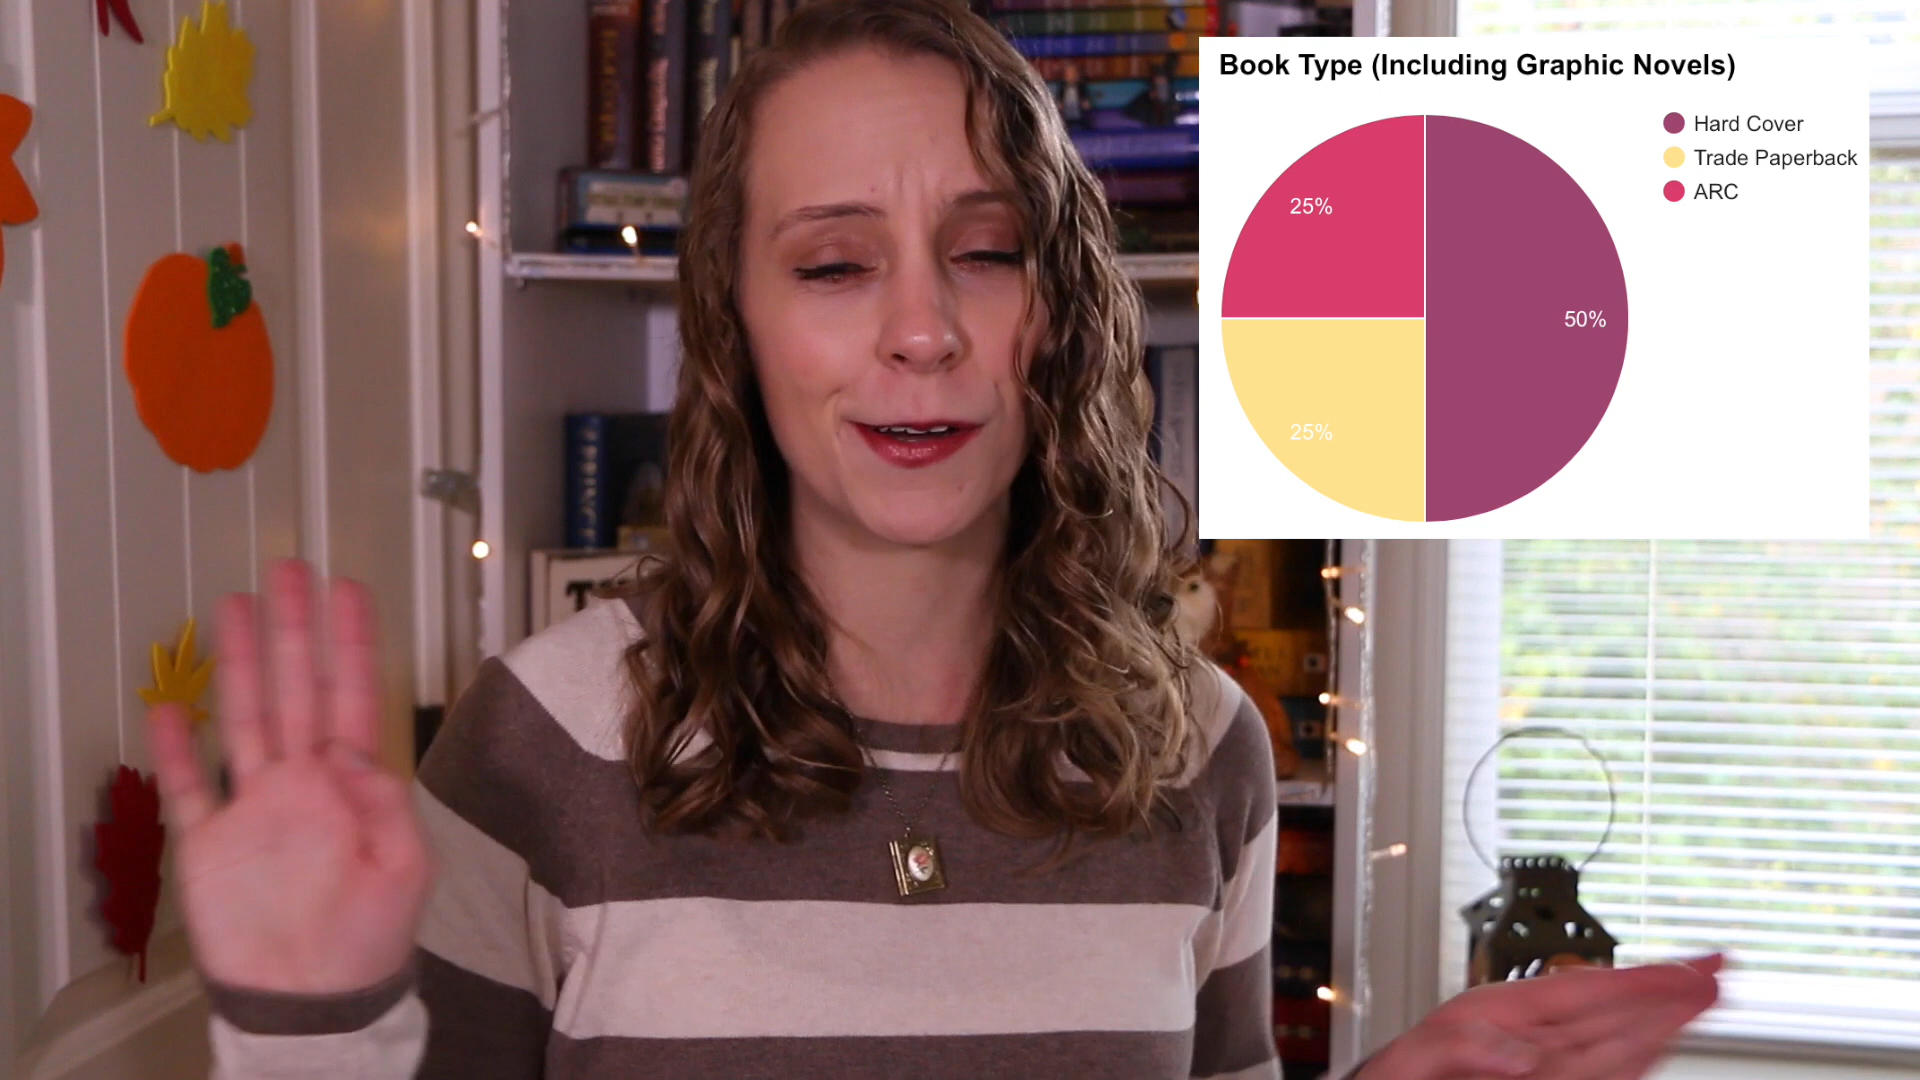 Book Type (Including Graphic Novels)
Hard Cover
Trade Paperback
ARC
25%
50%
25%